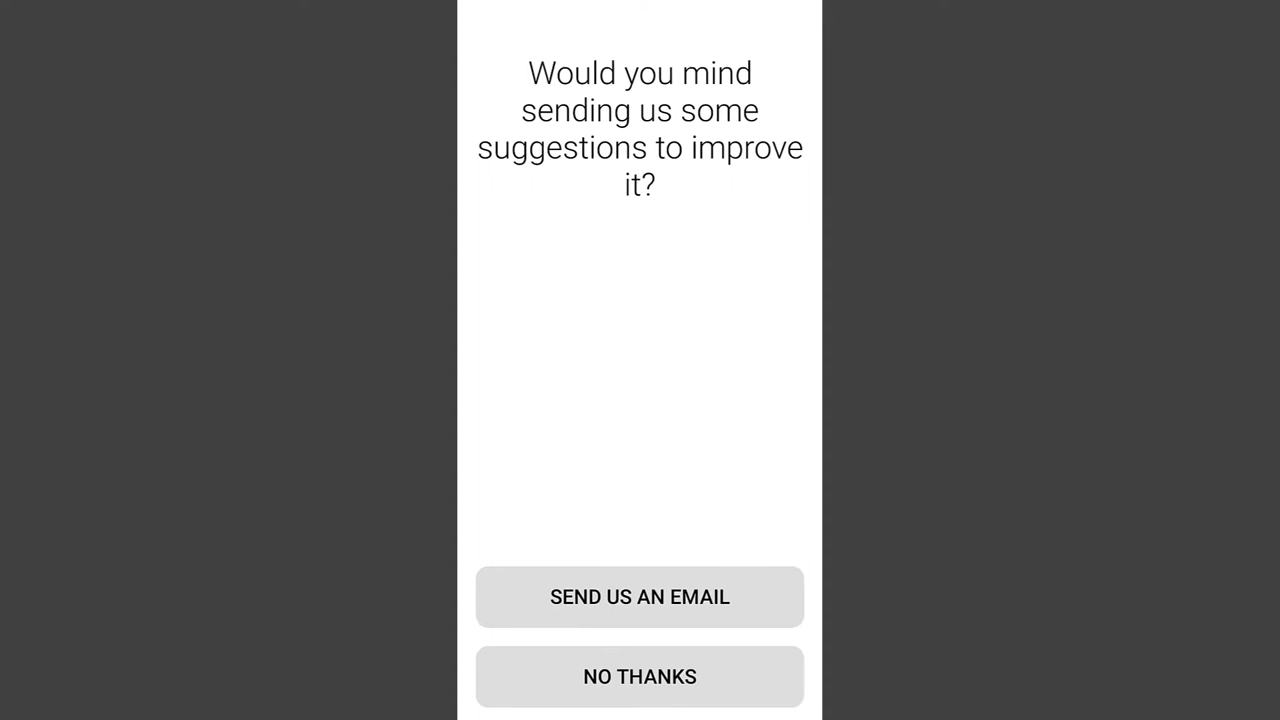 Would you mind
sending us some
suggestions to improve
it?
SEND US AN EMAIL
NO THANKS